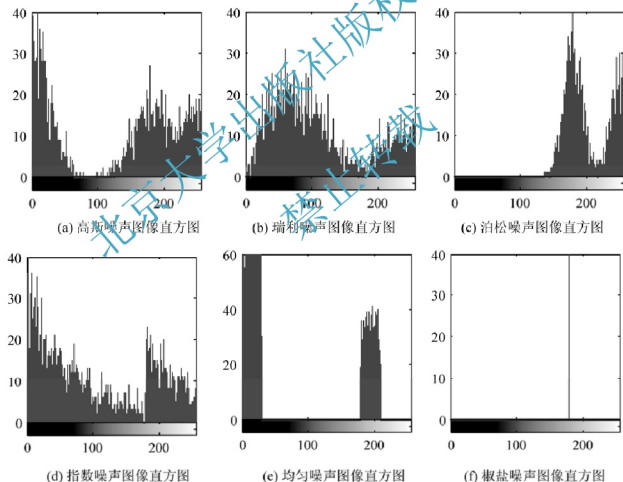 40
30
20
10
0
0 100 200
(a) 高斯噪声图像直方图
40
30
20
10
0
0 100 200
(b) 瑞利噪声图像直方图
40
30
20
10
0
0 100 200
(c) 泊松噪声图像直方图
40
30
20
10
0
0 100 200
(d) 指数噪声图像直方图
60
40
20
0
0 100 200
(e) 均匀噪声图像直方图
40
30
20
10
0
0 100 200
(f) 椒盐噪声图像直方图
北京大学出版社版权
禁止转载